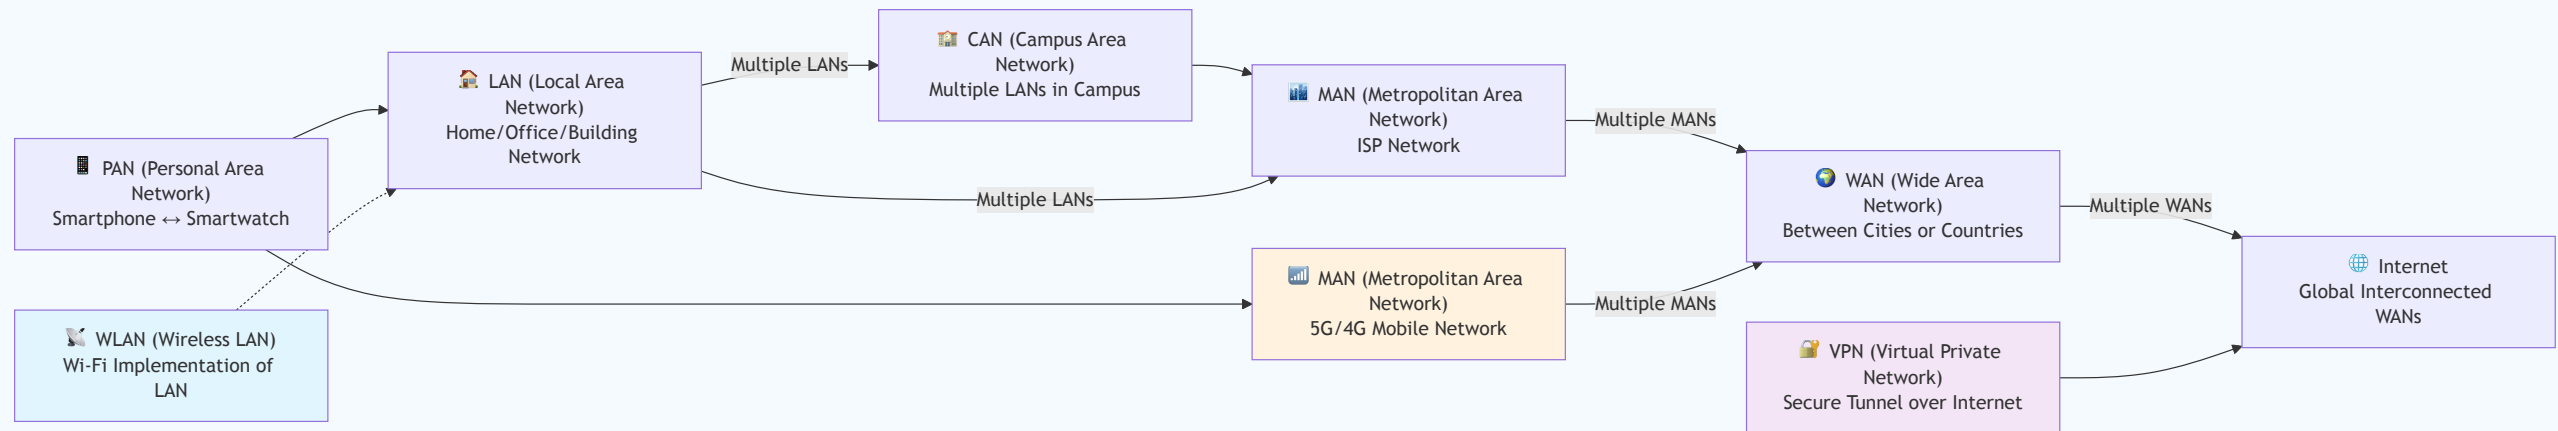 PAN (Personal Area
Network)
Smartphone ↔ Smartwatch
WLAN (Wireless LAN)
Wi-Fi Implementation of
LAN
LAN (Local Area
Network)
Home/Office/Building
Network
Multiple LANs
Multiple LANs
CAN (Campus Area
Network)
Multiple LANs in Campus
MAN (Metropolitan Area
Network)
ISP Network
MAN (Metropolitan Area
Network)
5G/4G Mobile Network
Multiple MANs
Multiple MANs
WAN (Wide Area
Network)
Between Cities or Countries
VPN (Virtual Private
Network)
Secure Tunnel over Internet
Multiple WANs
Internet
Global Interconnected
WANs